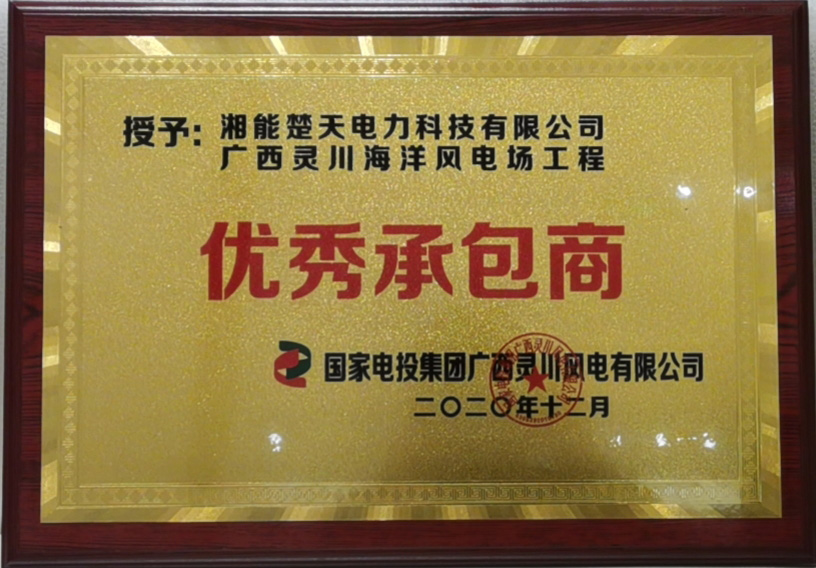 授予: 湘能楚天电力科技有限公司
广西灵川海洋风电场工程
优秀承包商
国家电投集团广西灵川风电有限公司
二〇二〇年十二月